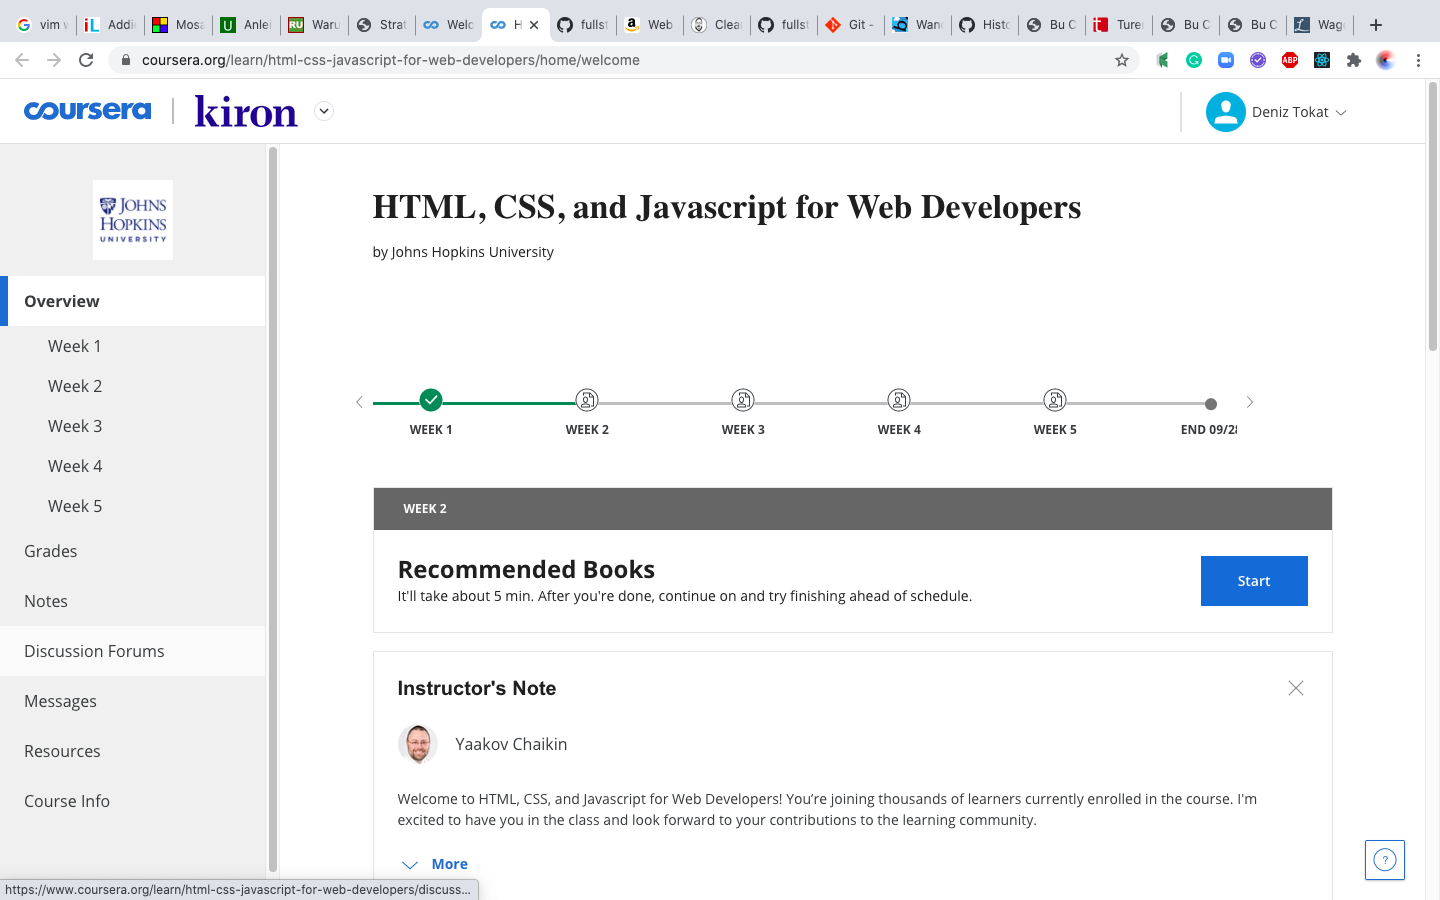 vim w
Addi
Mosa
Anlei
Waru
Strat
Welc
H
fullst
Web
Clear
fullst
Git -
Wand
Histo
Bu C
Ture
Bu C
Bu C
Wag
coursera.org/learn/html-css-javascript-for-web-developers/home/welcome
coursera
kiron
Deniz Tokat
JOHNS
HOPKINS
UNIVERSITY
Overview
Week 1
Week 2
Week 3
Week 4
Week 5
Grades
Notes
Discussion Forums
Messages
Resources
Course Info
HTML, CSS, and Javascript for Web Developers
by Johns Hopkins University
WEEK 1
WEEK 2
WEEK 3
WEEK 4
WEEK 5
END 09/28
WEEK 2
Recommended Books
It'll take about 5 min. After you're done, continue on and try finishing ahead of schedule.
Start
Instructor's Note
Yaakov Chaikin
Welcome to HTML, CSS, and Javascript for Web Developers! You’re joining thousands of learners currently enrolled in the course. I'm
excited to have you in the class and look forward to your contributions to the learning community.
More
?
https://www.coursera.org/learn/html-css-javascript-for-web-developers/discuss...